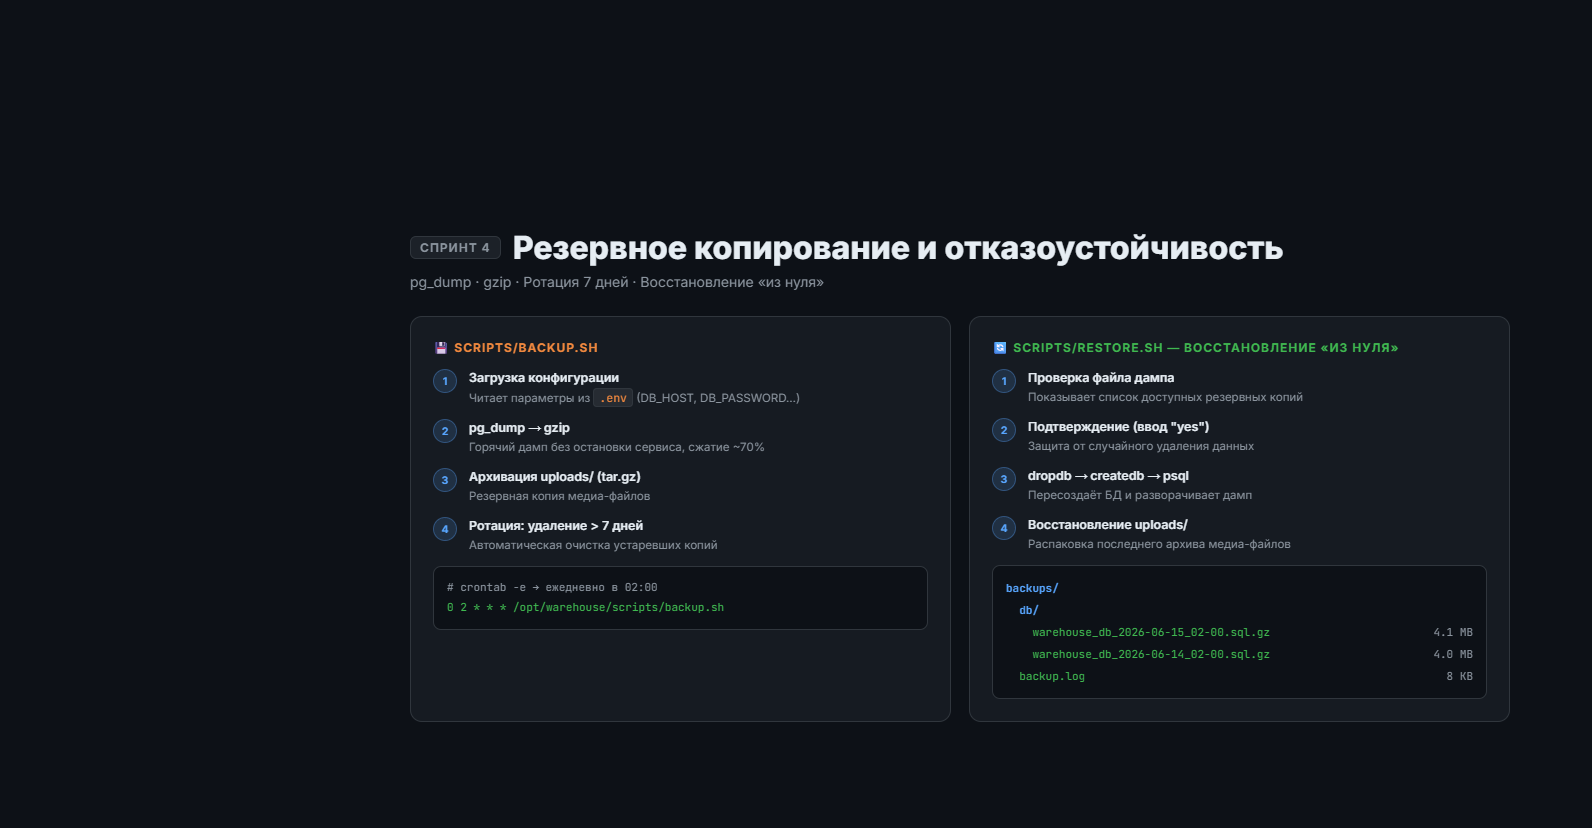 СПРИНТ 4 Резервное копирование и отказоустойчивость
pg_dump · gzip · Ротация 7 дней · Восстановление «из нуля»
SCRIPTS/BACKUP.SH
1 Загрузка конфигурации
Читает параметры из .env (DB_HOST, DB_PASSWORD...)
2 pg_dump → gzip
Горячий дамп без остановки сервиса, сжатие ~70%
3 Архивация uploads/ (tar.gz)
Резервная копия медиа-файлов
4 Ротация: удаление > 7 дней
Автоматическая очистка устаревших копий
# crontab -e → ежедневно в 02:00
0 2 * * * /opt/warehouse/scripts/backup.sh
SCRIPTS/RESTORE.SH — ВОССТАНОВЛЕНИЕ «ИЗ НУЛЯ»
1 Проверка файла дампа
Показывает список доступных резервных копий
2 Подтверждение (ввод "yes")
Защита от случайного удаления данных
3 dropdb → createdb → psql
Пересоздаёт БД и разворачивает дамп
4 Восстановление uploads/
Распаковка последнего архива медиа-файлов
backups/
db/
warehouse_db_2026-06-15_02-00.sql.gz 4.1 MB
warehouse_db_2026-06-14_02-00.sql.gz 4.0 MB
backup.log 8 KB